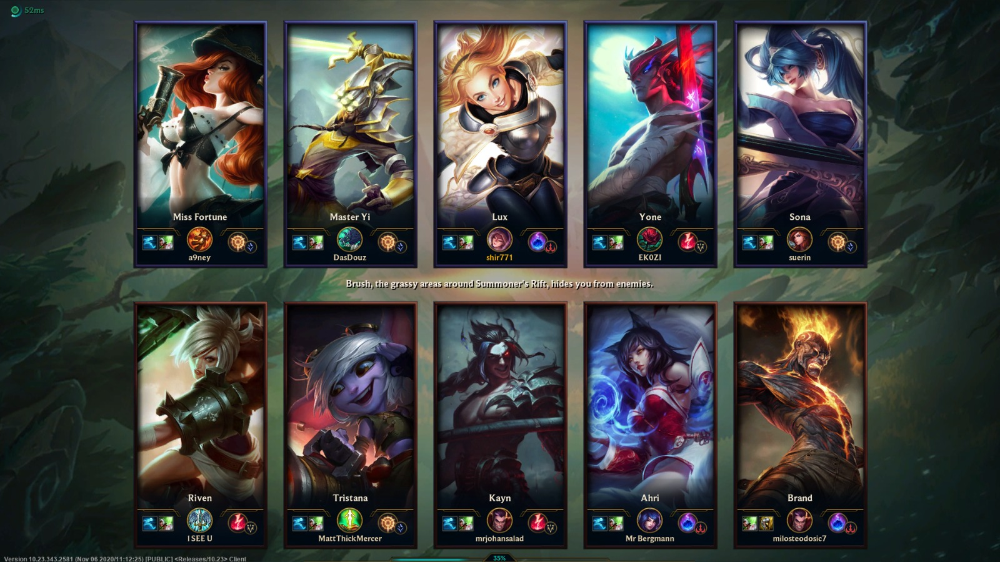 52ms
Miss Fortune
a9ney
Master Yi
DasDouz
Lux
shir771
Yone
EK0ZI
Sona
suerin
Brush, the grassy areas around Summoner's Rift, hides you from enemies.
Riven
I SEE U
Tristana
MattThickMercer
Kayn
mrjohansalad
Ahri
Mr Bergmann
Brand
milosteodosic7
Version 10.23.343.2581 (Nov 06 2020/11:12:25) [PUBLIC] <Releases/10.23> Client
35%